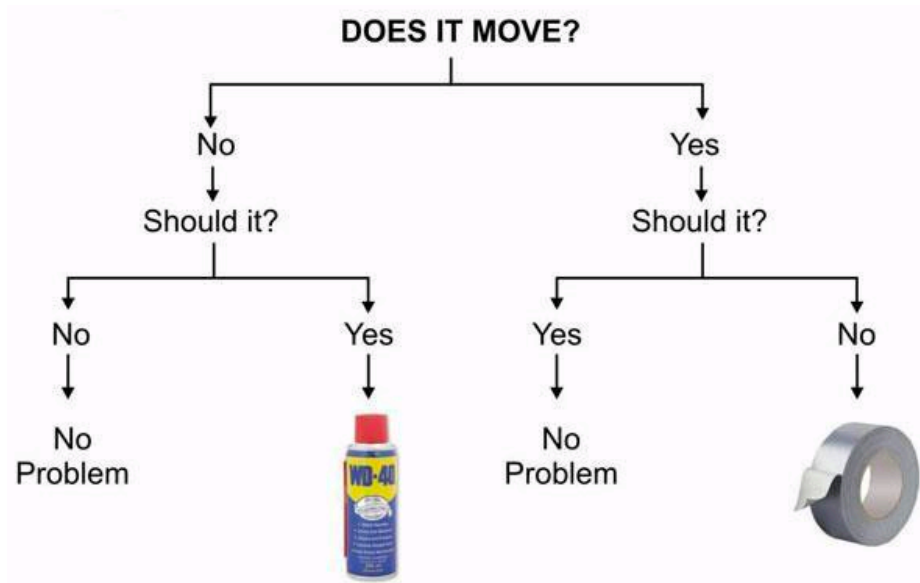 DOES IT MOVE?
No
Yes
Should it?
Should it?
No
Yes
Yes
No
No
Problem
No
Problem
WD-40